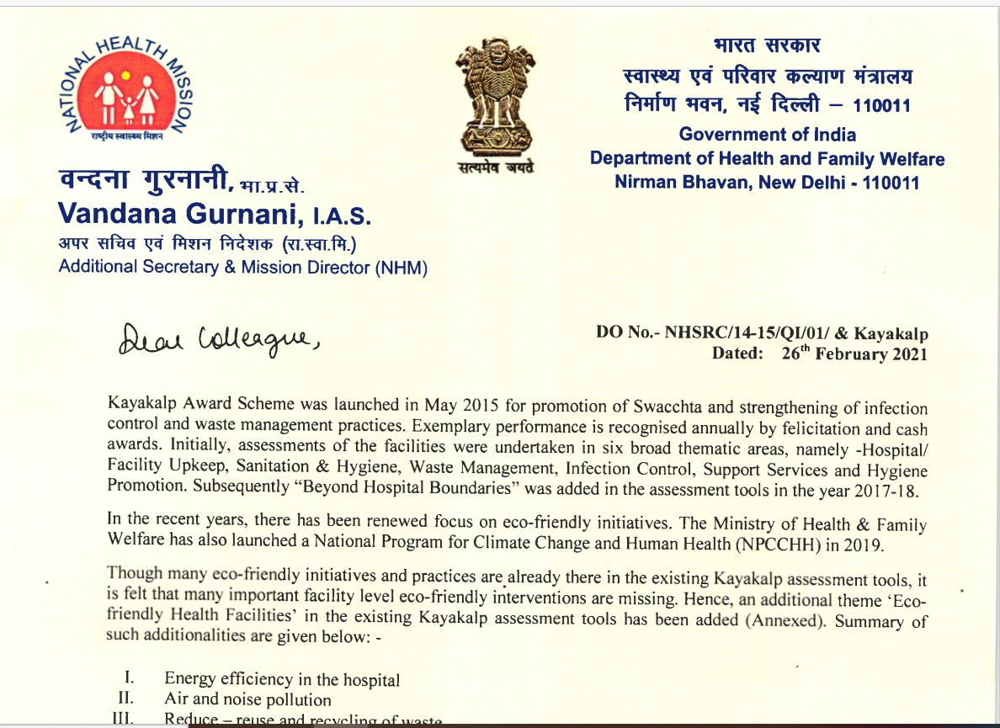 NATIONAL HEALTH MISSION
राष्ट्रीय स्वास्थ्य मिशन
सत्यमेव जयते
भारत सरकार
स्वास्थ्य एवं परिवार कल्याण मंत्रालय
निर्माण भवन, नई दिल्ली – 110011
Government of India
Department of Health and Family Welfare
Nirman Bhavan, New Delhi - 110011
वन्दना गुरनानी, भा.प्र.से.
Vandana Gurnani, I.A.S.
अपर सचिव एवं मिशन निदेशक (रा.स्वा.मि.)
Additional Secretary & Mission Director (NHM)
Dear Colleague,
DO No.- NHSRC/14-15/QI/01/ & Kayakalp
Dated: 26th February 2021
Kayakalp Award Scheme was launched in May 2015 for promotion of Swacchta and strengthening of infection
control and waste management practices. Exemplary performance is recognised annually by felicitation and cash
awards. Initially, assessments of the facilities were undertaken in six broad thematic areas, namely -Hospital/
Facility Upkeep, Sanitation & Hygiene, Waste Management, Infection Control, Support Services and Hygiene
Promotion. Subsequently “Beyond Hospital Boundaries” was added in the assessment tools in the year 2017-18.
In the recent years, there has been renewed focus on eco-friendly initiatives. The Ministry of Health & Family
Welfare has also launched a National Program for Climate Change and Human Health (NPCCHH) in 2019.
Though many eco-friendly initiatives and practices are already there in the existing Kayakalp assessment tools, it
is felt that many important facility level eco-friendly interventions are missing. Hence, an additional theme ‘Eco-
friendly Health Facilities’ in the existing Kayakalp assessment tools has been added (Annexed). Summary of
such additionalities are given below: -
I. Energy efficiency in the hospital
II. Air and noise pollution
III. Reduce – reuse and recycling of waste